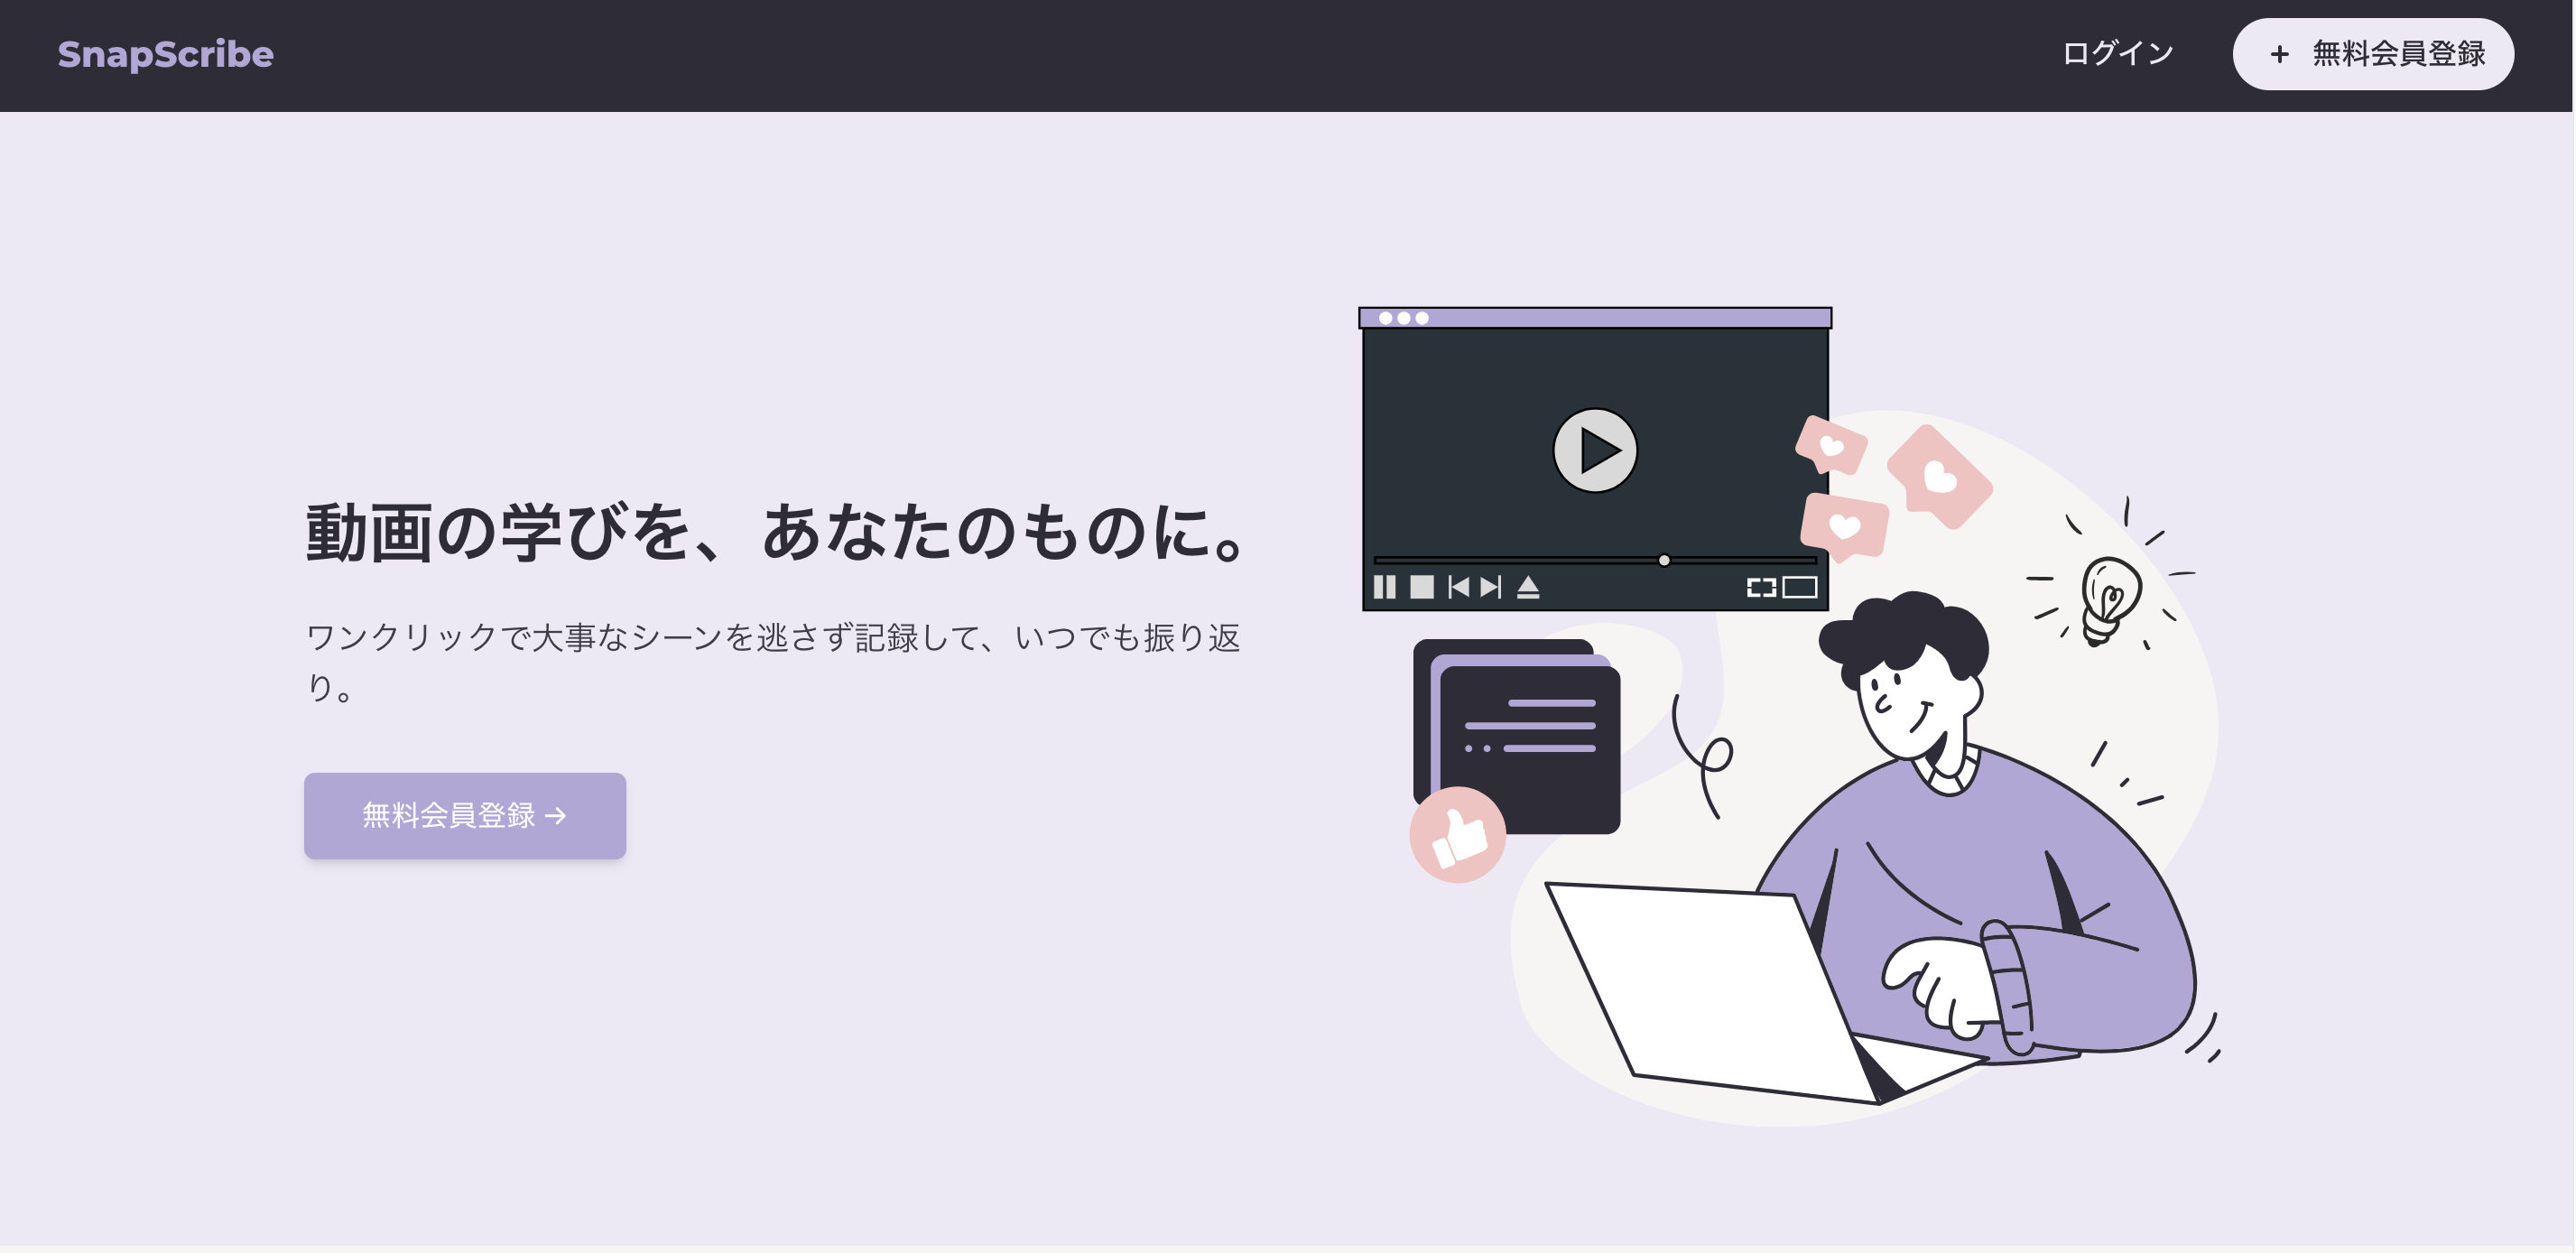 SnapScribe
ログイン
+ 無料会員登録
動画の学びを、あなたのものに。
ワンクリックで大事なシーンを逃さず記録して、いつでも振り返
り。
無料会員登録 →